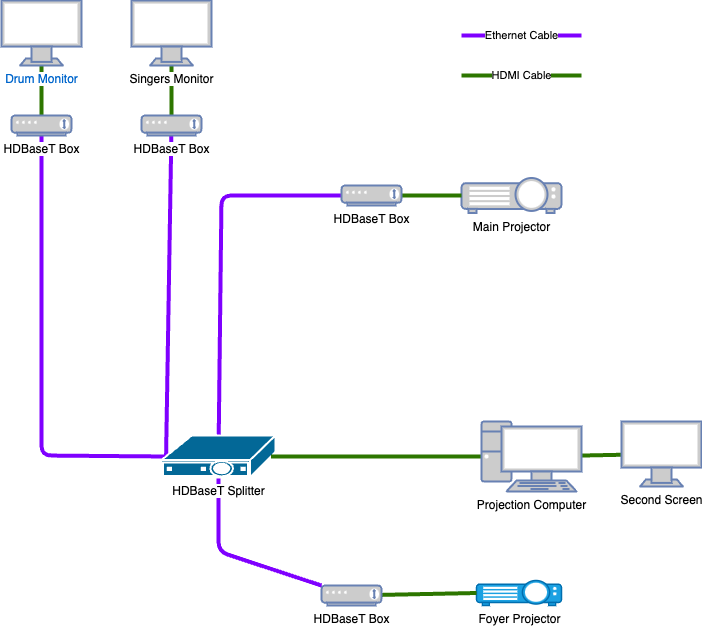 Ethernet Cable
HDMI Cable
Drum Monitor
Singers Monitor
HDBaseT Box
HDBaseT Box
HDBaseT Box
Main Projector
HDBaseT Splitter
Projection Computer
Second Screen
HDBaseT Box
Foyer Projector